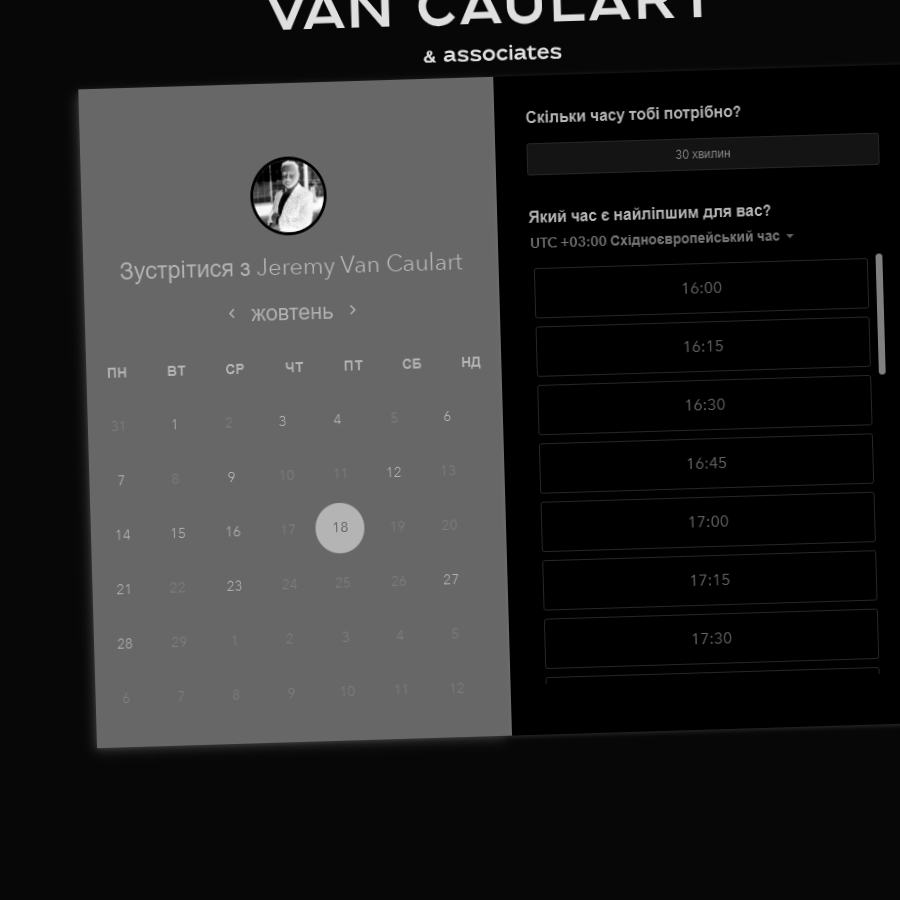 VAN CAULART
& associates
Зустрітися з Jeremy Van Caulart
жовтень
ПН ВТ СР ЧТ ПТ СБ НД
31 1 2 3 4 5 6
7 8 9 10 11 12 13
14 15 16 17 18 19 20
21 22 23 24 25 26 27
28 29 1 2 3 4 5
6 7 8 9 10 11 12
Скільки часу тобі потрібно?
30 хвилин
Який час є найліпшим для вас?
UTC +03:00 Східноєвропейський час
16:00
16:15
16:30
16:45
17:00
17:15
17:30